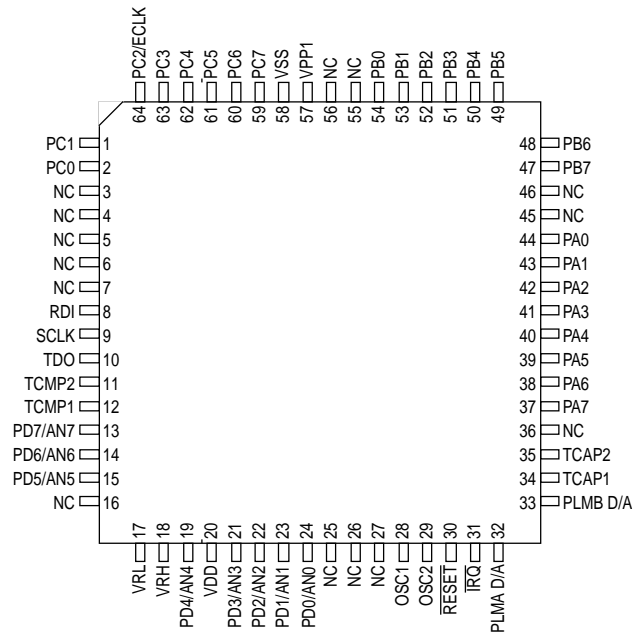 64 PC2/ECLK
63 PC3
62 PC4
61 PC5
60 PC6
59 PC7
58 VSS
57 VPP1
56 NC
55 NC
54 PB0
53 PB1
52 PB2
51 PB3
50 PB4
49 PB5
PC1 1
PC0 2
NC 3
NC 4
NC 5
NC 6
NC 7
RDI 8
SCLK 9
TDO 10
TCMP2 11
TCMP1 12
PD7/AN7 13
PD6/AN6 14
PD5/AN5 15
NC 16
48 PB6
47 PB7
46 NC
45 NC
44 PA0
43 PA1
42 PA2
41 PA3
40 PA4
39 PA5
38 PA6
37 PA7
36 NC
35 TCAP2
34 TCAP1
33 PLMB D/A
VRL 17
VRH 18
PD4/AN4 19
VDD 20
PD3/AN3 21
PD2/AN2 22
PD1/AN1 23
PD0/AN0 24
NC 25
NC 26
NC 27
OSC1 28
OSC2 29
RESET 30
IRQ 31
PLMA D/A 32